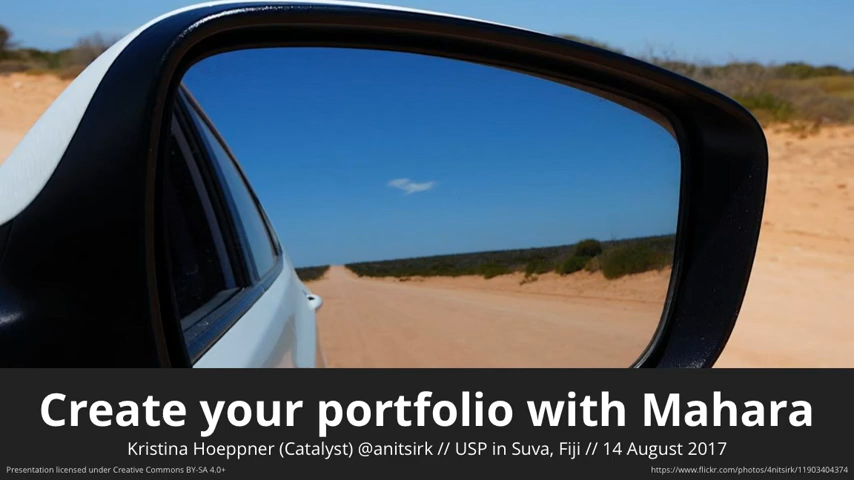 Create your portfolio with Mahara
Kristina Hoeppner (Catalyst) @anitsirk // USP in Suva, Fiji // 14 August 2017
Presentation licensed under Creative Commons BY-SA 4.0+
https://www.flickr.com/photos/4nitsirk/11903404374